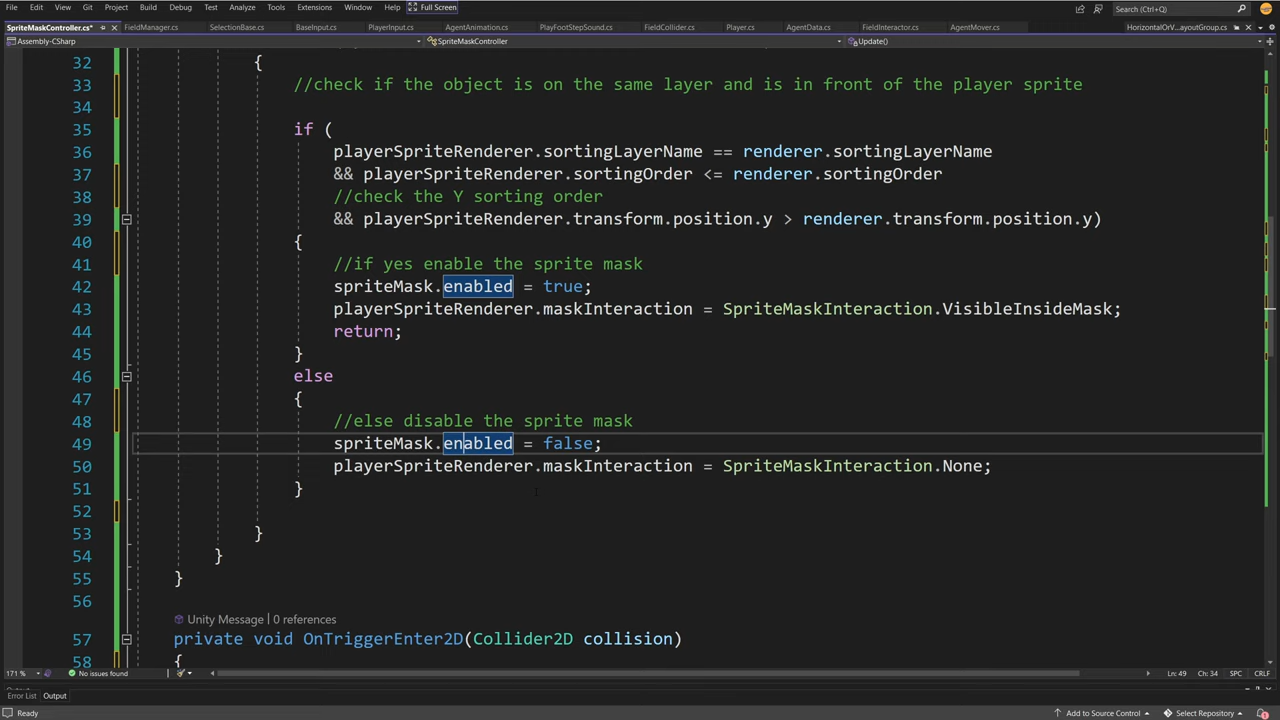 File Edit View Git Project Build Debug Test Analyze Tools Extensions Window Help Full Screen Search (Ctrl+Q)
SpriteMaskController.cs* FieldManager.cs SelectionBase.cs BaseInput.cs PlayerInput.cs AgentAnimation.cs PlayFootStepSound.cs FieldCollider.cs Player.cs AgentData.cs FieldInteractor.cs AgentMover.cs HorizontalOrV...ayoutGroup.cs
Assembly-CSharp SpriteMaskController Update()
32 {
33 //check if the object is on the same layer and is in front of the player sprite
34
35 if (
36 playerSpriteRenderer.sortingLayerName == renderer.sortingLayerName
37 && playerSpriteRenderer.sortingOrder <= renderer.sortingOrder
38 //check the Y sorting order
39 && playerSpriteRenderer.transform.position.y > renderer.transform.position.y)
40 {
41 //if yes enable the sprite mask
42 spriteMask.enabled = true;
43 playerSpriteRenderer.maskInteraction = SpriteMaskInteraction.VisibleInsideMask;
44 return;
45 }
46 else
47 {
48 //else disable the sprite mask
49 spriteMask.enabled = false;
50 playerSpriteRenderer.maskInteraction = SpriteMaskInteraction.None;
51 }
52
53 }
54 }
55 }
56
Unity Message | 0 references
57 private void OnTriggerEnter2D(Collider2D collision)
58 {
171 % No issues found Ln: 49 Ch: 34 SPC CRLF
Error List Output
Ready Add to Source Control Select Repository